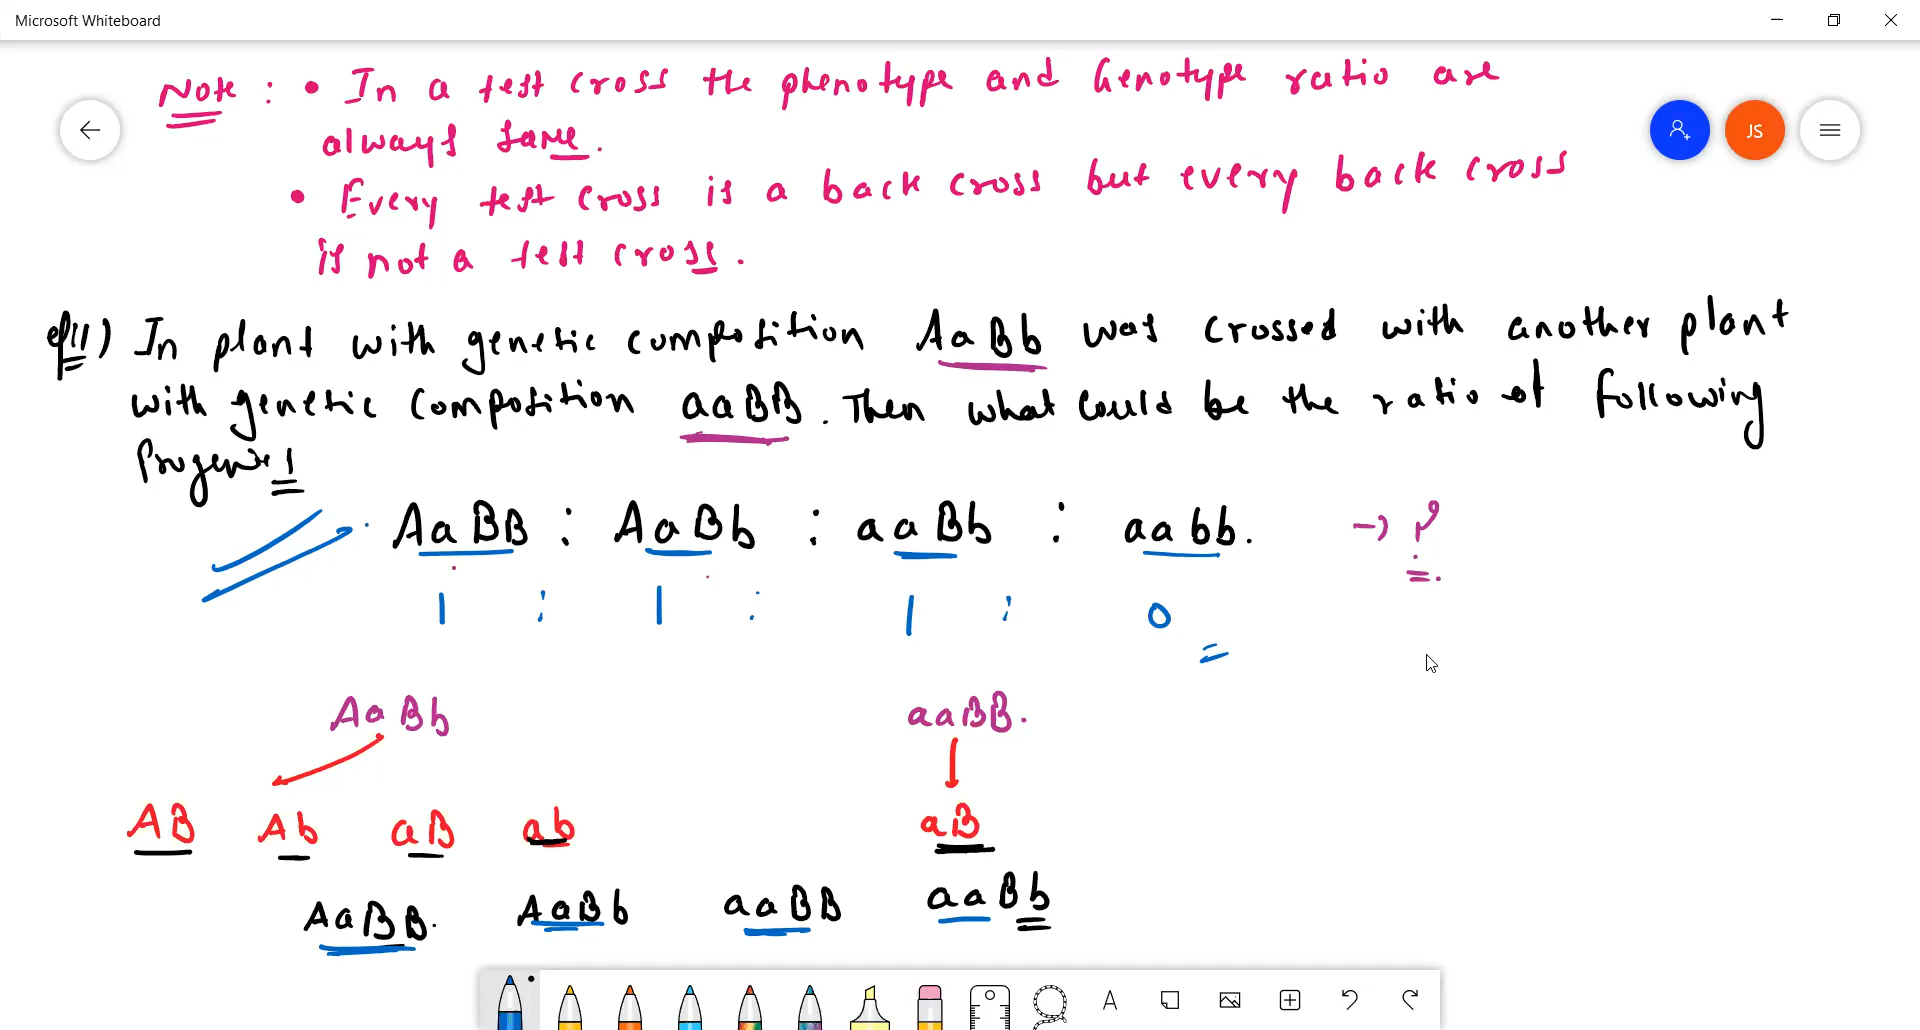 Microsoft Whiteboard
Note : • In a test cross the phenotype and Genotype ratio are
always same.
• Every test cross is a back cross but every back cross
is not a test cross.
JS
In plant with genetic composition AaBb was crossed with another plant
with genetic composition aaBB. Then what could be the ratio of following
AaBB : AaBb : aaBb : aabb. → ?
1 : 1 : 1 : 0
AaBb aaBB.
AB Ab aB ab aB
AaBB. AaBb aaBB aaBb
A